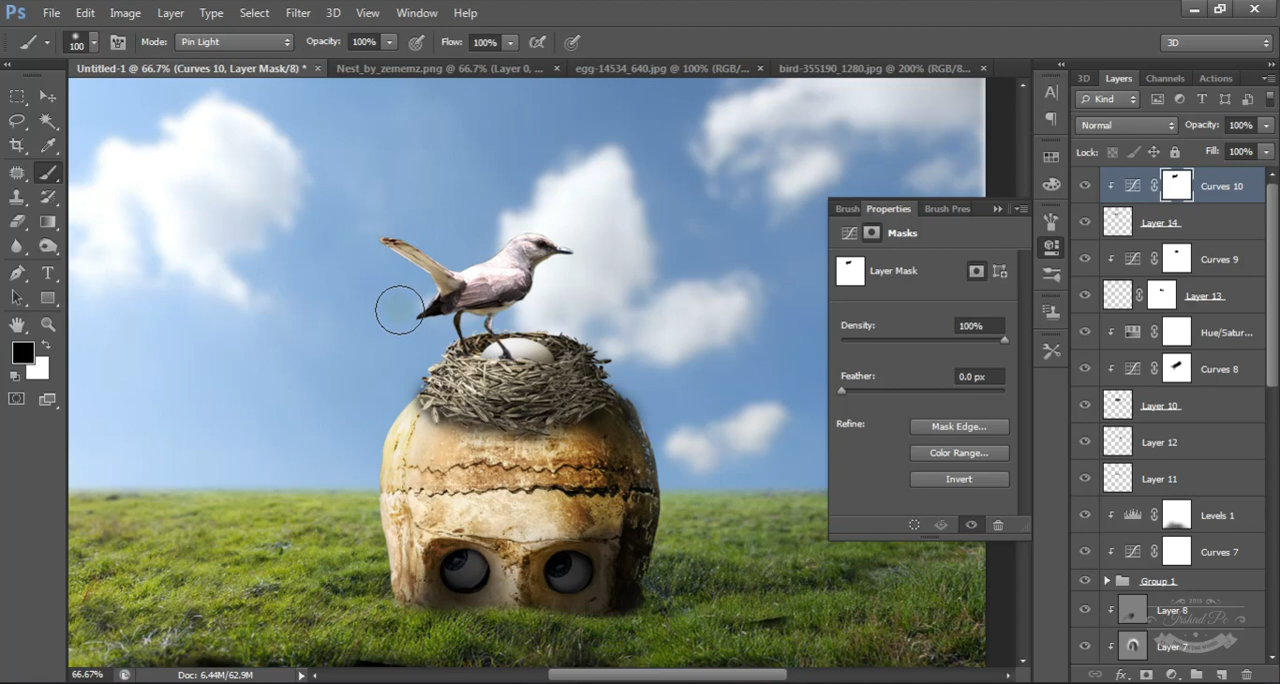 Ps File Edit Image Layer Type Select Filter 3D View Window Help
100 Mode: Pin Light Opacity: 100% Flow: 100% 3D
Untitled-1 @ 66.7% (Curves 10, Layer Mask/8) * × Nest_by_zememz.png @ 66.7% (Layer 0, ... × egg-14534_640.jpg @ 100% (RGB/... × bird-355190_1280.jpg @ 200% (RGB/8... ×
3D Layers Channels Actions
Kind
Normal Opacity: 100%
Lock: Fill: 100%
Curves 10
Layer 14
Curves 9
Layer 13
Hue/Satur...
Curves 8
Layer 10
Layer 12
Layer 11
Levels 1
Curves 7
Group 1
Layer 8
Layer 7
Brush Properties Brush Pres
Masks
Layer Mask
Density: 100%
Feather: 0.0 px
Refine: Mask Edge...
Color Range...
Invert
66.67% Doc: 6.44M/62.9M